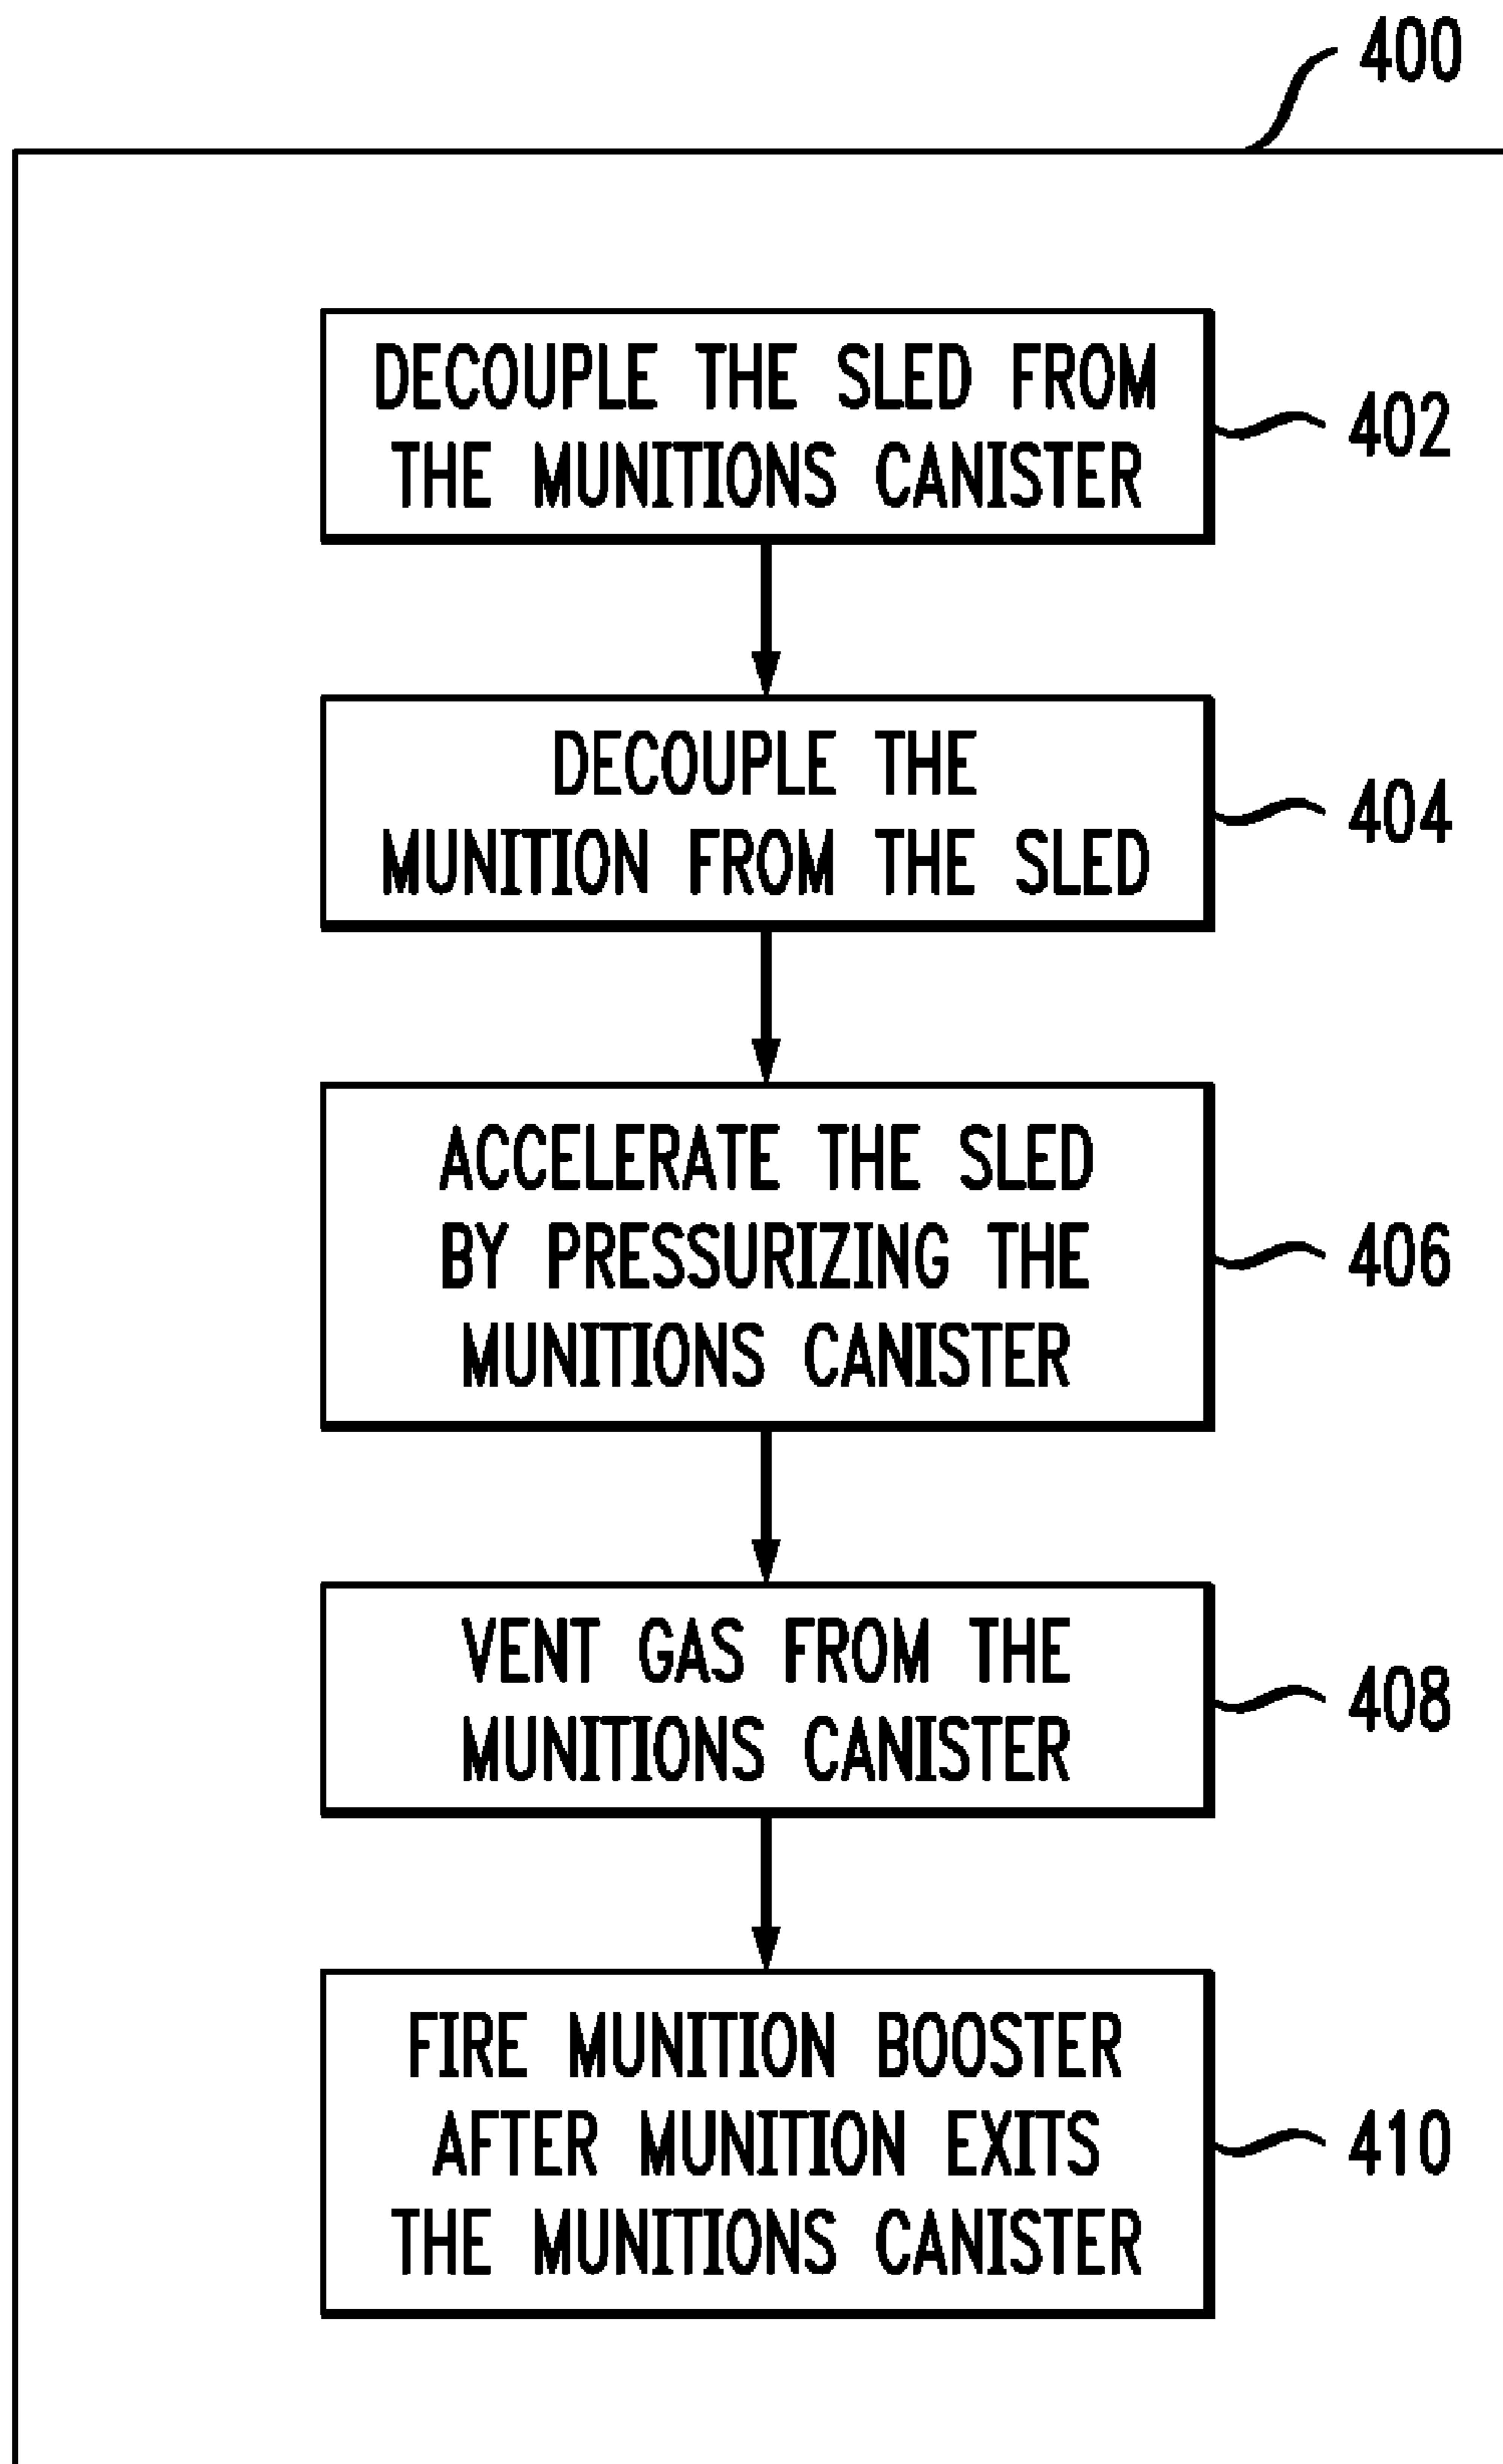 400
DECOUPLE THE SLED FROM
THE MUNITIONS CANISTER
402
DECOUPLE THE
MUNITION FROM THE SLED
404
ACCELERATE THE SLED
BY PRESSURIZING THE
MUNITIONS CANISTER
406
VENT GAS FROM THE
MUNITIONS CANISTER
408
FIRE MUNITION BOOSTER
AFTER MUNITION EXITS
THE MUNITIONS CANISTER
410